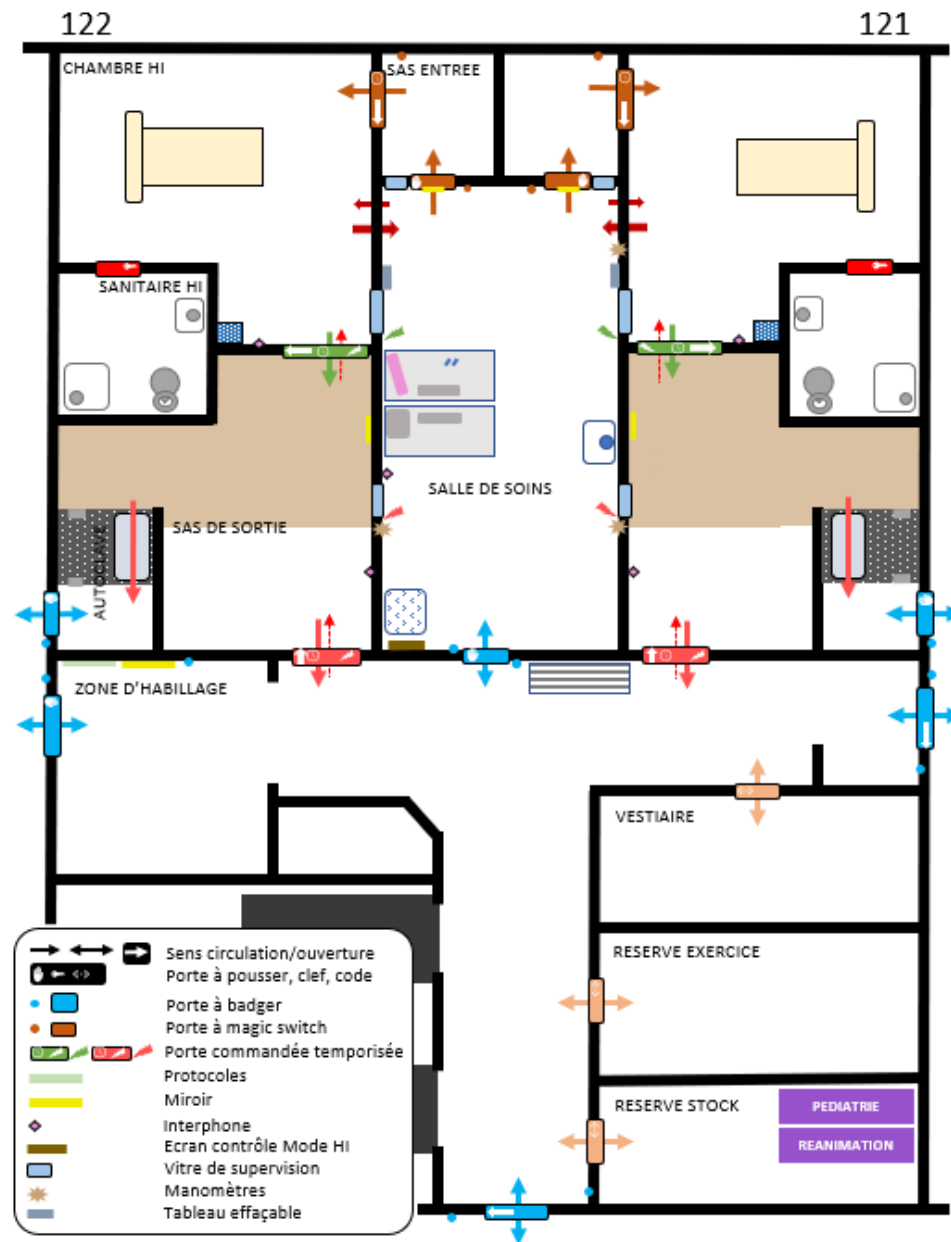 122
121
CHAMBRE HI
SAS ENTREE
SANITAIRE HI
SALLE DE SOINS
SAS DE SORTIE
AUTOCLAVE
ZONE D'HABILLAGE
VESTIAIRE
RESERVE EXERCICE
RESERVE STOCK
PEDIATRIE
REANIMATION
Sens circulation/ouverture
Porte à pousser, clef, code
Porte à badger
Porte à magic switch
Porte commandée temporisée
Protocoles
Miroir
Interphone
Ecran contrôle Mode HI
Vitre de supervision
Manomètres
Tableau effaçable